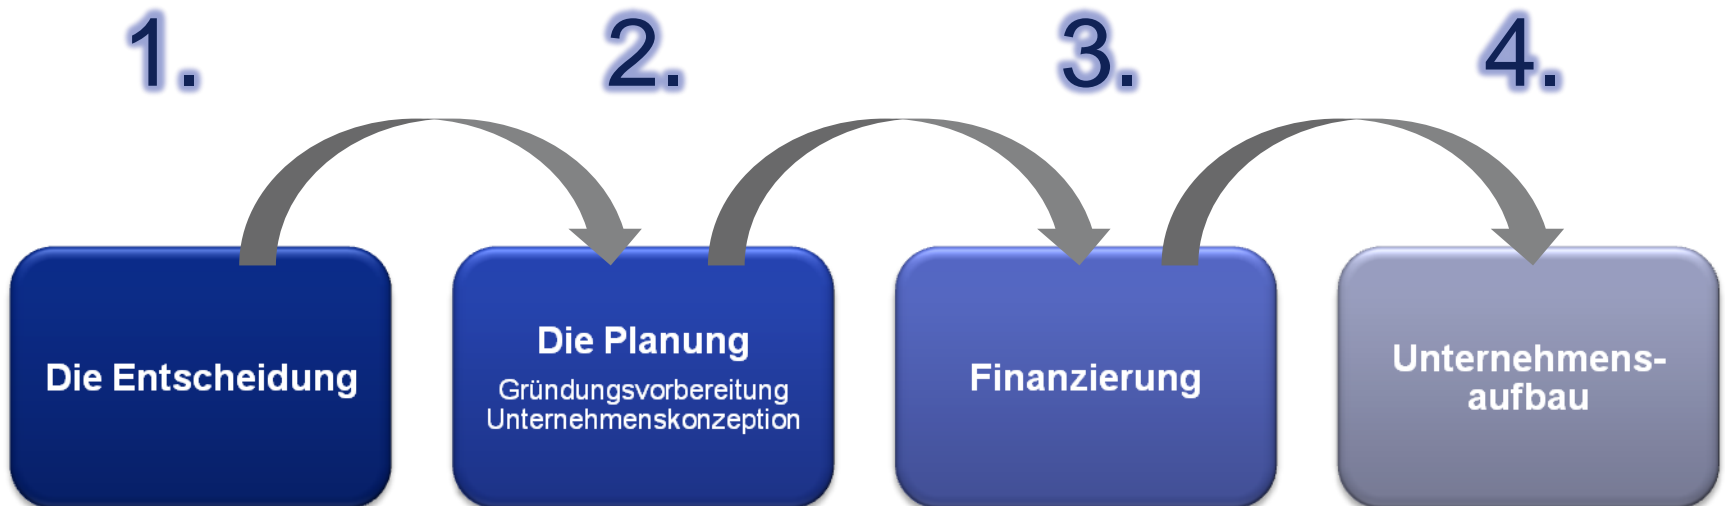 1.
2.
3.
4.
Die Entscheidung
Die Planung
Gründungsvorbereitung
Unternehmenskonzeption
Finanzierung
Unternehmens-
aufbau